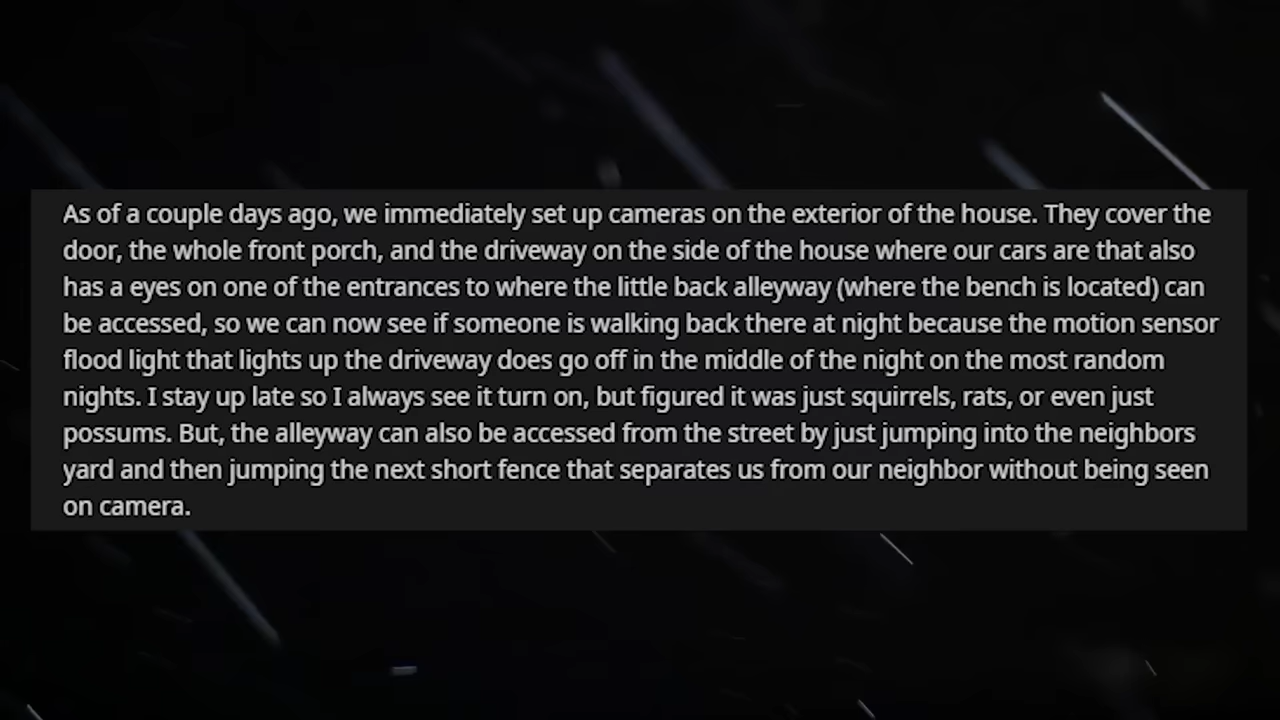 As of a couple days ago, we immediately set up cameras on the exterior of the house. They cover the
door, the whole front porch, and the driveway on the side of the house where our cars are that also
has a eyes on one of the entrances to where the little back alleyway (where the bench is located) can
be accessed, so we can now see if someone is walking back there at night because the motion sensor
flood light that lights up the driveway does go off in the middle of the night on the most random
nights. I stay up late so I always see it turn on, but figured it was just squirrels, rats, or even just
possums. But, the alleyway can also be accessed from the street by just jumping into the neighbors
yard and then jumping the next short fence that separates us from our neighbor without being seen
on camera.